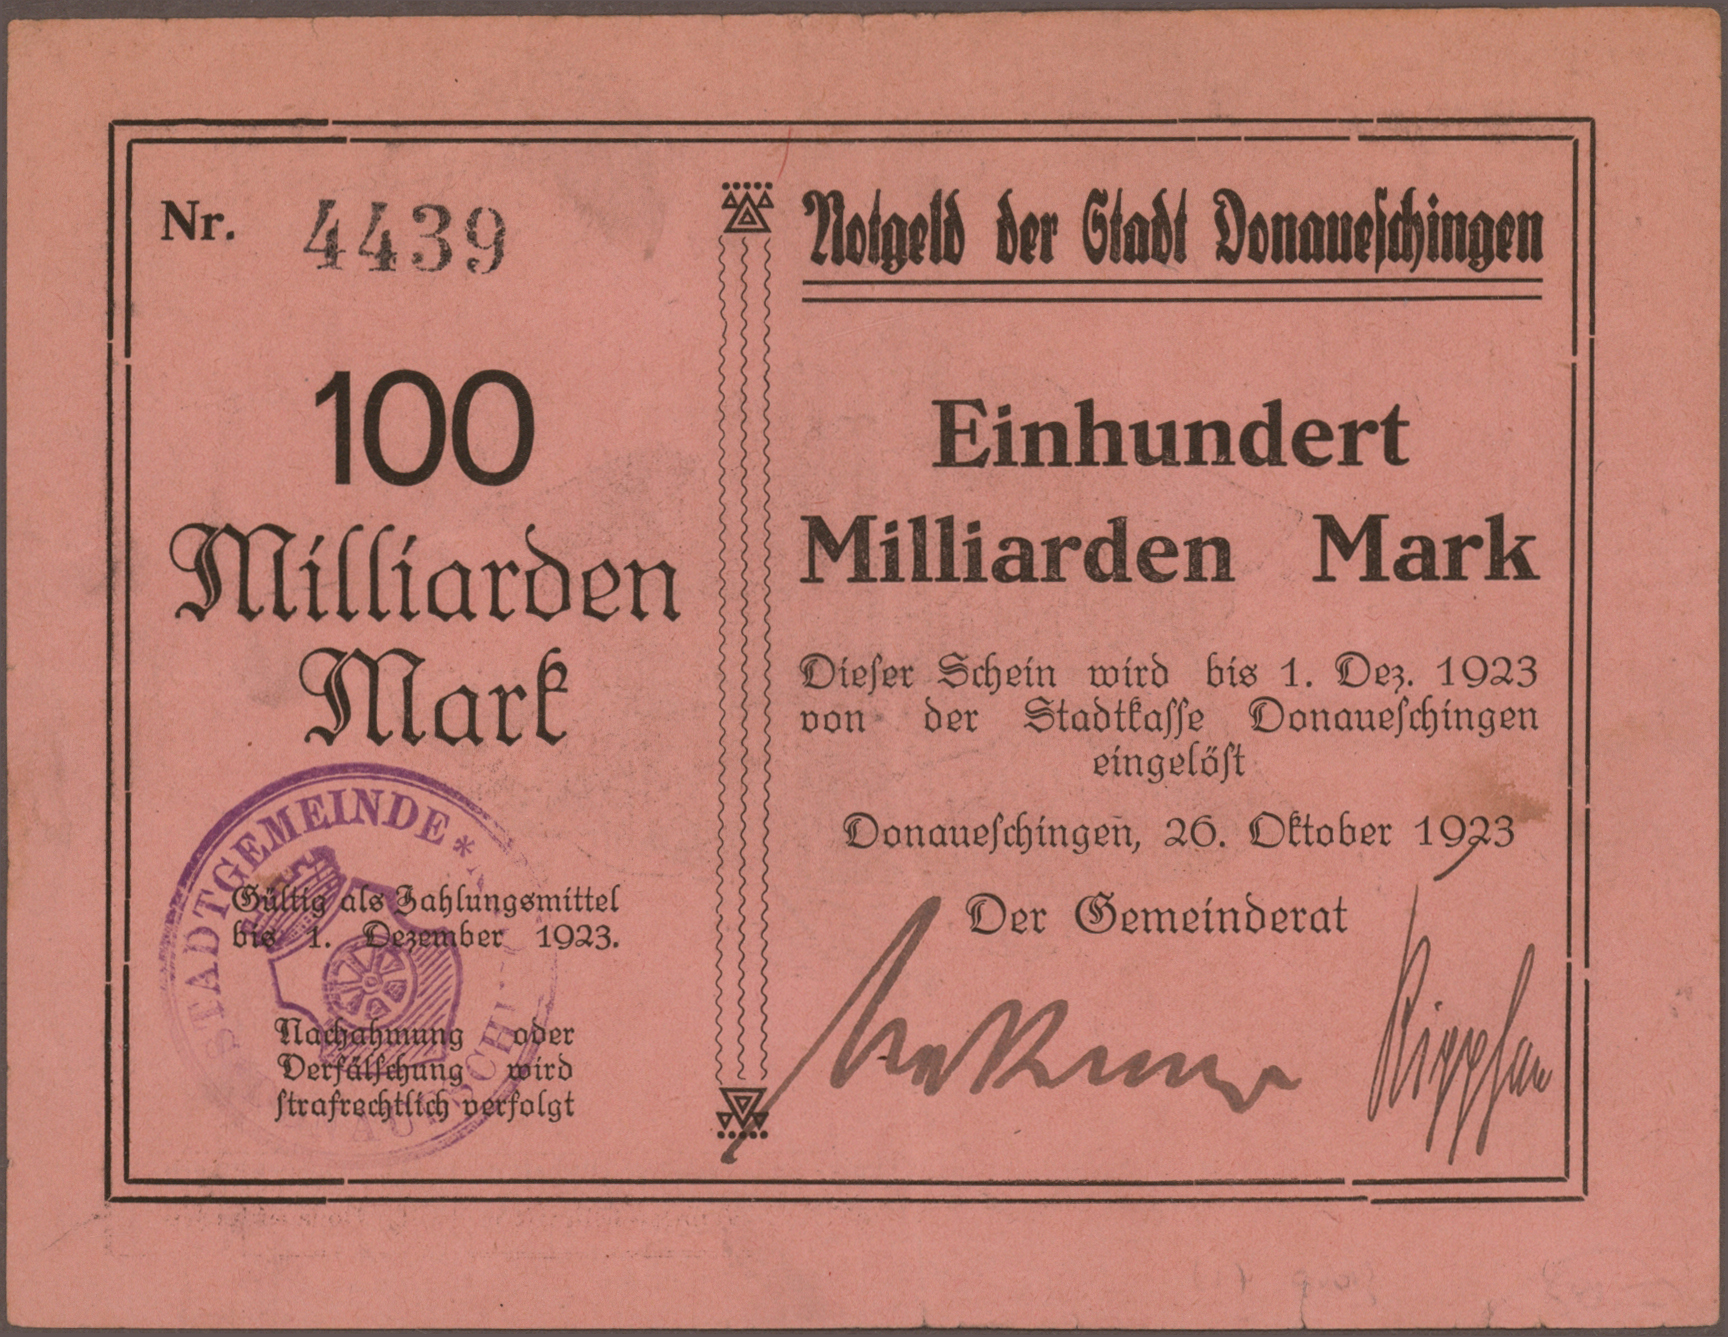 Nr. 4439
100
Milliarden
Mark
STADTGEMEINDE *
Gültig als Zahlungsmittel
bis 1. Dezember 1923.
Nachahmung oder
Verfälschung wird
strafrechtlich verfolgt
Notgeld der Stadt Donaueschingen
Einhundert
Milliarden Mark
Dieser Schein wird bis 1. Dez. 1923
von der Stadtkasse Donaueschingen
eingelöst
Donaueschingen, 26. Oktober 1923
Der Gemeinderat